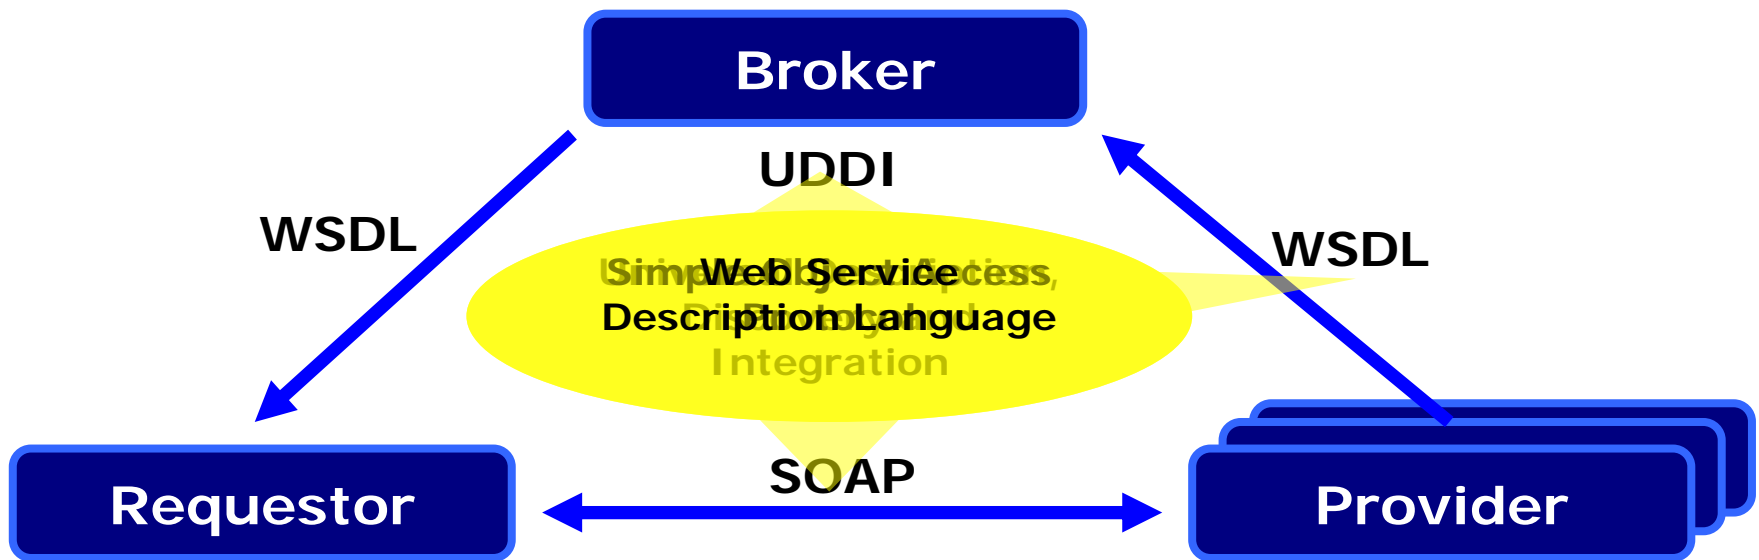 Broker
UDDI
WSDL
WSDL
Web Service
Description Language
Integration
SOAP
Requestor
Provider